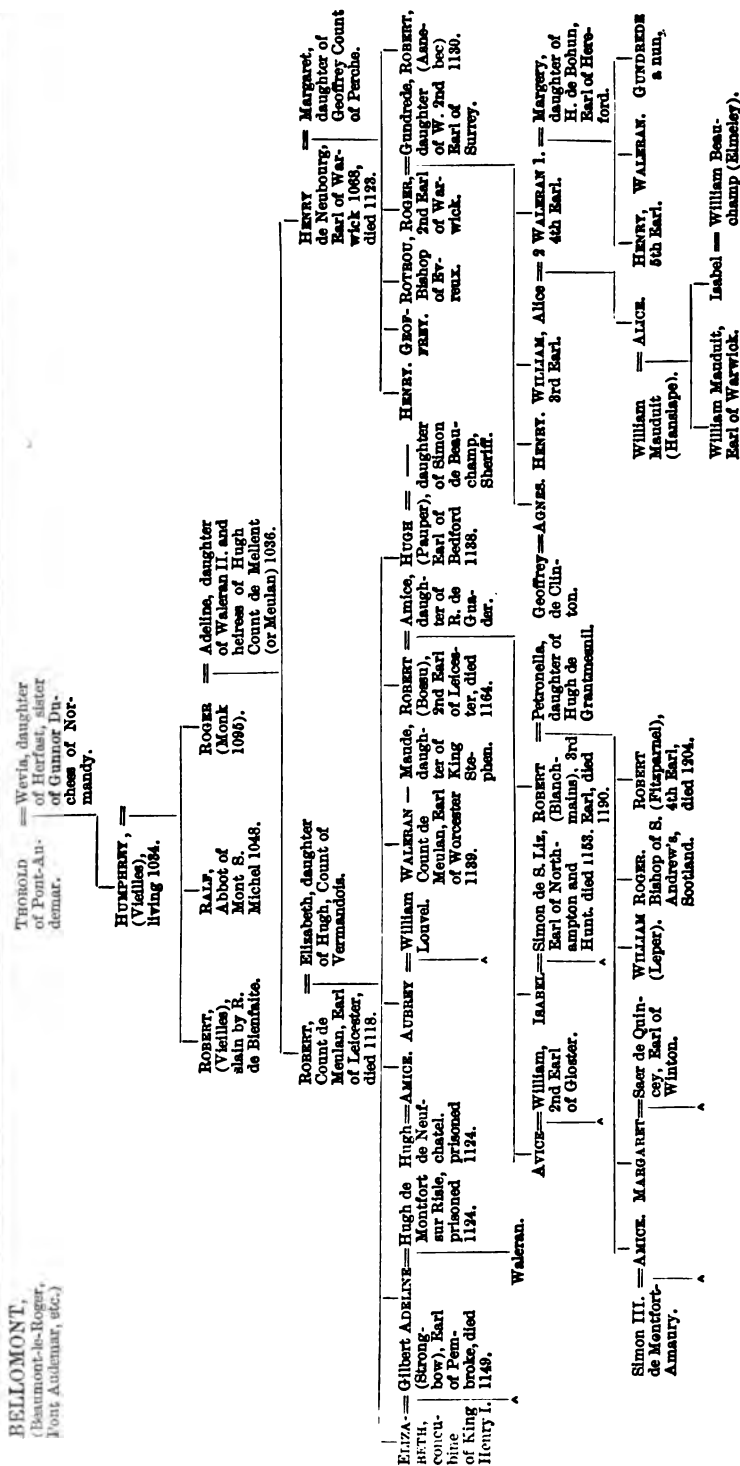 BELLOMONT,
(Beaumont-le-Roger,
Pont Audemar, etc.)
THOROLD
of Pont-Au-
demar.
= Wevia, daughter
of Herfast, sister
of Gunnor Du-
chess of Nor-
mandy.
HUMPHREY, =
(Vieilles),
living 1034.
ROBERT,
(Vieilles),
slain by R.
de Bienfaite.
RALF,
Abbot of
Mont S.
Michel 1048.
ROGER
(Monk
1095).
= Adeline, daughter
of Waleran II. and
heiress of Hugh
Count de Mellent
(or Meulan) 1036.
ROBERT,
Count de
Meulan, Earl
of Leicester,
died 1118.
= Elizabeth, daughter
of Hugh, Count of
Vermandois.
HENRY
de Neubourg,
Earl of War-
wick 1068,
died 1123.
= Margaret,
daughter of
Geoffrey Count
of Perche.
ELIZA-
BETH,
concu-
bine
of King
Henry I.
= Gilbert
(Strong-
bow), Earl
of Pem-
broke, died
1149.
ADELINE = Hugh de
Montfort
sur Risle,
prisoned
1124.
Hugh = AMICE.
de Neuf-
chatel.
prisoned
1124.
AUBREY = William
Louvel.
WALERAN —
Count de
Meulan, Earl
of Worcester
1139.
Maude,
daugh-
ter of
King
Ste-
phen.
ROBERT
(Bossu),
2nd Earl
of Leices-
ter, died
1164.
= Amice,
daugh-
ter of
R. de
Gua-
der.
HUGH = —
(Pauper),
Earl of
Bedford
1138.
daughter
of Simon
de Beau-
champ,
Sheriff.
HENRY.
GEOF-
FREY.
ROTROU,
Bishop
of Ev-
reux.
ROGER,
2nd Earl
of War-
wick.
= Gundrede,
daughter
of W. 2nd
Earl of
Surrey.
ROBERT,
(Asne-
bec)
1130.
Waleran.
AVICE = William,
2nd Earl
of Gloster.
ISABEL = Simon de S. Liz,
Earl of North-
ampton and
Hunt. died 1153.
ROBERT
(Blanch-
mains). 3rd
Earl, died
1190.
= Petronella,
daughter of
Hugh de
Grantmesnil.
Geoffrey = AGNES.
de Clin-
ton.
HENRY.
WILLIAM,
3rd Earl.
Alice = 2 WALERAN 1. = Margery,
4th Earl.
daughter of
H. de Bohun,
Earl of Here-
ford.
Simon III. = AMICE.
de Montfort-
Amaury.
MARGARET = Saer de Quin-
cey, Earl of
Winton.
WILLIAM
(Leper).
ROGER.
Bishop of S.
Andrew's,
Scotland.
ROBERT
(Fitzparnel),
4th Earl,
died 1204.
William = ALICE.
Mauduit
(Hanslape).
HENRY,
5th Earl.
WALERAN.
GUNDREDE
a nun.
William Mauduit,
Earl of Warwick.
Isabel = William Beau-
champ (Elmeley).